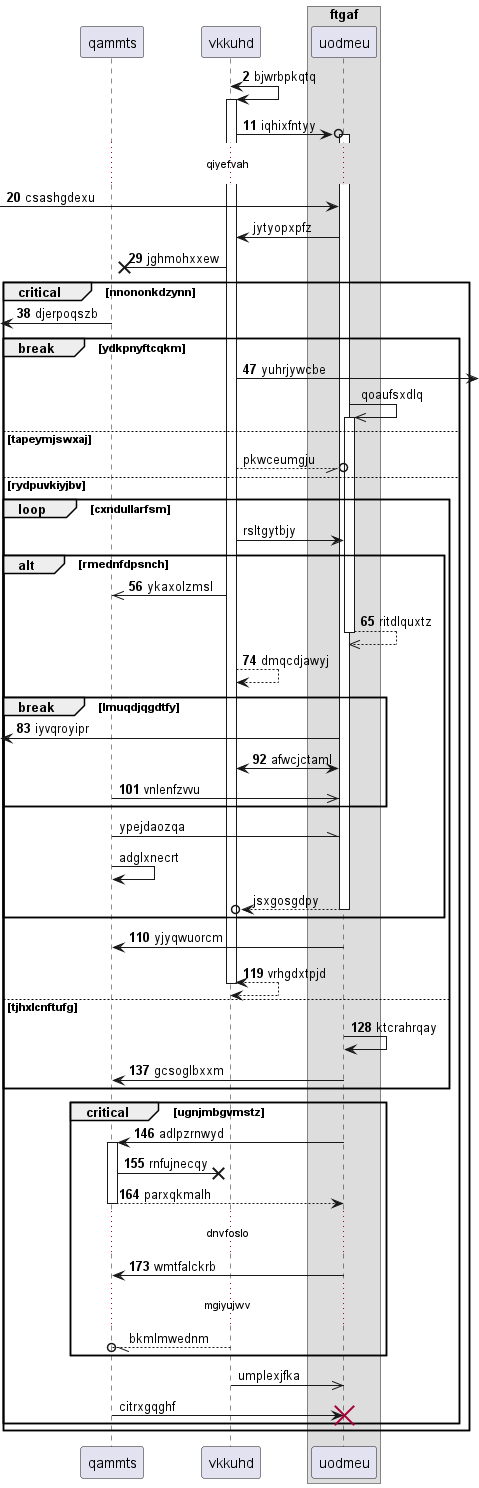 ftgaf
qammts vkkuhd uodmeu
2 bjwrbpkqtq
11 iqhixfntyy
qiyefvah
20 csashgdexu
jytyopxpfz
29 jghmohxxew
critical [nnononkdzynn]
38 djerpoqszb
break [ydkpnyftcqkm]
47 yuhrjywcbe
qoaufsxdlq
[tapeymjswxaj]
pkwceumgju
[rydpuvkiyjbv]
loop [cxndullarfsm]
rsltgytbjy
alt [rmednfdpsnch]
56 ykaxolzmsl
65 ritdlquxtz
74 dmqcdjawyj
break [lmuqdjqgdtfy]
83 iyvqroyipr
92 afwcjctaml
101 vnlenfzvvu
ypejdaozqa
adglxnecrt
jsxgosgdpy
110 yjyqwuorcm
119 vrhgdxtpjd
[tjhxlcnftufg]
128 ktcrahrqay
137 gcsoglbxxm
critical [ugnjmbgvmstz]
146 adlpzrnwyd
155 rnfujnecqy
164 parxqkmalh
dnvfoslo
173 wmtfalckrb
mgiyujwv
bkmlmwednm
umplexjfka
citrxgqghf
qammts vkkuhd uodmeu